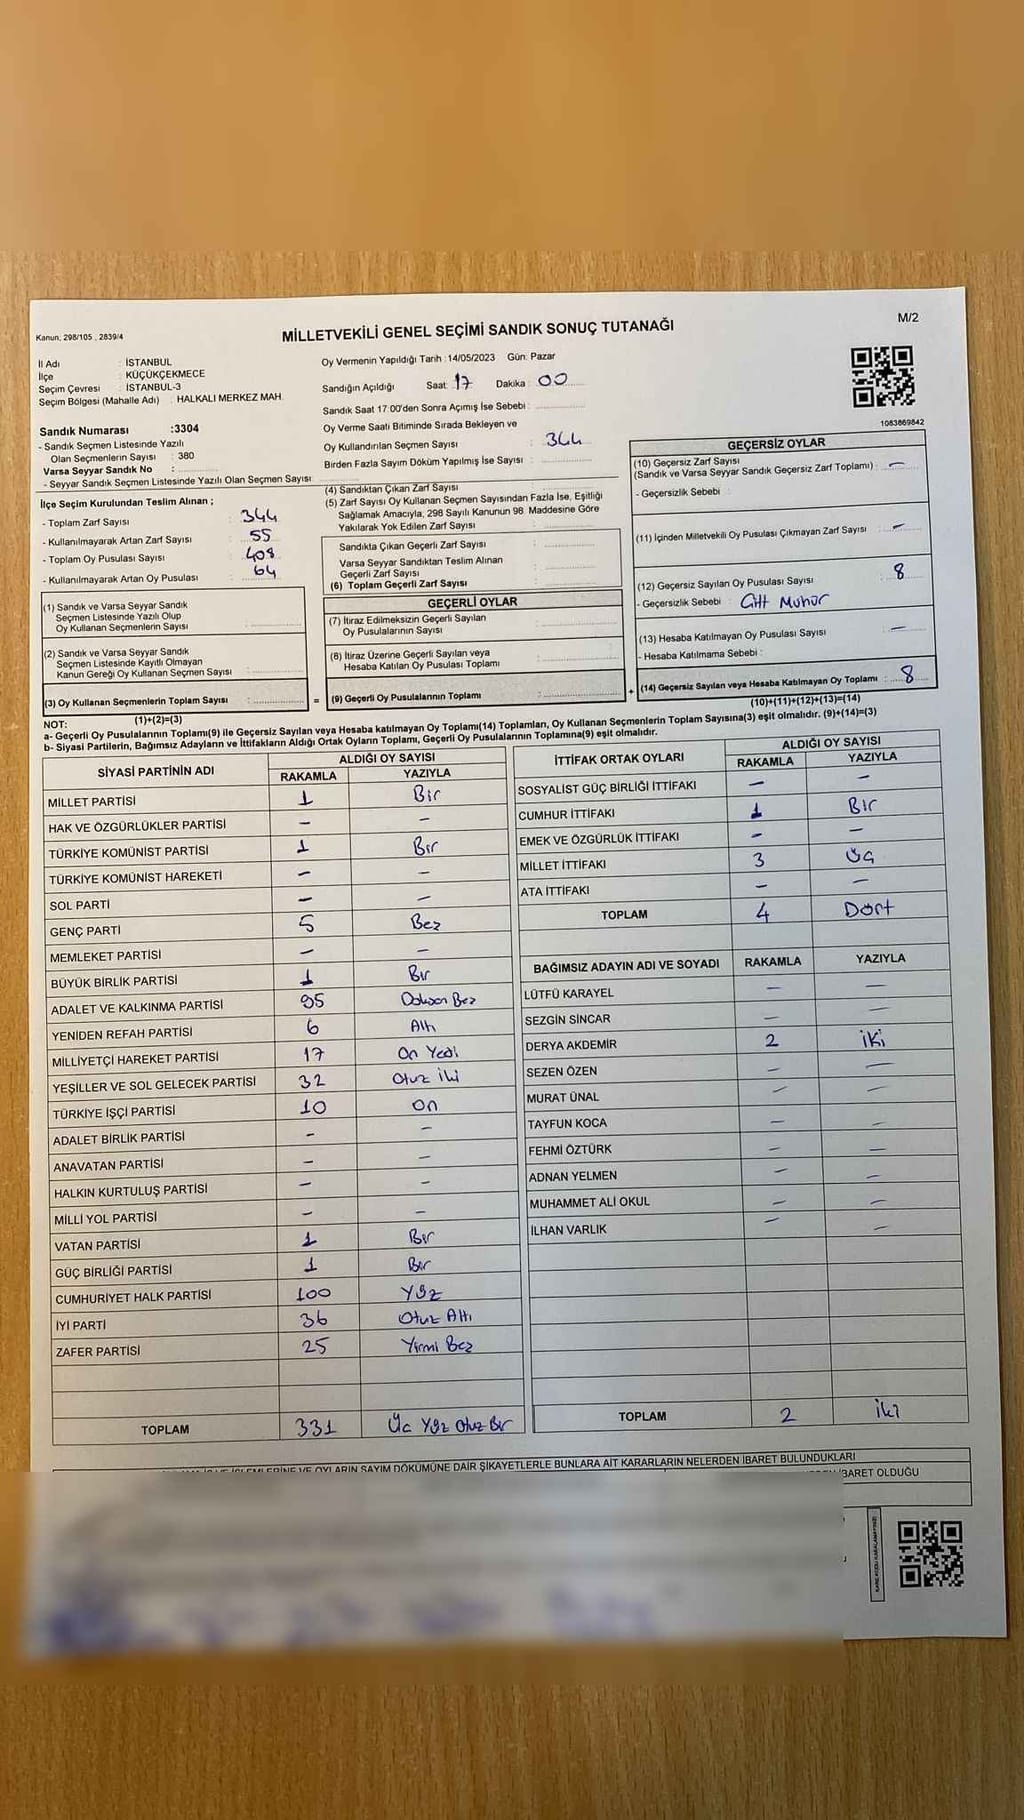 M/2
Kanun, 298/105 , 2839/4
MİLLETVEKİLİ GENEL SEÇİMİ SANDIK SONUÇ TUTANAĞI
İl Adı : İSTANBUL
İlçe : KÜÇÜKÇEKMECE
Seçim Çevresi : İSTANBUL-3
Seçim Bölgesi (Mahalle Adı) : HALKALI MERKEZ MAH.
Sandık Numarası :3304
- Sandık Seçmen Listesinde Yazılı
Olan Seçmenlerin Sayısı : 380
Varsa Seyyar Sandık No :
- Seyyar Sandık Seçmen Listesinde Yazılı Olan Seçmen Sayısı
Oy Vermenin Yapıldığı Tarih :14/05/2023 Gün: Pazar
Sandığın Açıldığı Saat: 17 Dakika : 00
Sandık Saat 17:00'den Sonra Açımış İse Sebebi :
Oy Verme Saati Bitiminde Sırada Bekleyen ve
Oy Kullandırılan Seçmen Sayısı : 344
Birden Fazla Sayım Döküm Yapılmış İse Sayısı :
1083869842
İlçe Seçim Kurulundan Teslim Alınan ;
- Toplam Zarf Sayısı : 344
- Kullanılmayarak Artan Zarf Sayısı : 55
- Toplam Oy Pusulası Sayısı : 408
- Kullanılmayarak Artan Oy Pusulası : 64
(1) Sandık ve Varsa Seyyar Sandık
Seçmen Listesinde Yazılı Olup
Oy Kullanan Seçmenlerin Sayısı :
(2) Sandık ve Varsa Seyyar Sandık
Seçmen Listesinde Kayıtlı Olmayan
Kanun Gereği Oy Kullanan Seçmen Sayısı :
(3) Oy Kullanan Seçmenlerin Toplam Sayısı :
(1)+(2)=(3)
(4) Sandıktan Çıkan Zarf Sayısı :
(5) Zarf Sayısı Oy Kullanan Seçmen Sayısından Fazla İse, Eşitliği
Sağlamak Amacıyla, 298 Sayılı Kanunun 98. Maddesine Göre
Yakılarak Yok Edilen Zarf Sayısı :
Sandıkta Çıkan Geçerli Zarf Sayısı :
Varsa Seyyar Sandıktan Teslim Alınan
Geçerli Zarf Sayısı :
(6) Toplam Geçerli Zarf Sayısı :
GEÇERLİ OYLAR
(7) İtiraz Edilmeksizin Geçerli Sayılan
Oy Pusulalarının Sayısı :
(8) İtiraz Üzerine Geçerli Sayılan veya
Hesaba Katılan Oy Pusulası Toplamı :
= (9) Geçerli Oy Pusulalarının Toplamı : +
GEÇERSİZ OYLAR
(10) Geçersiz Zarf Sayısı
(Sandık ve Varsa Seyyar Sandık Geçersiz Zarf Toplamı) : —
- Geçersizlik Sebebi :
(11) İçinden Milletvekili Oy Pusulası Çıkmayan Zarf Sayısı : —
(12) Geçersiz Sayılan Oy Pusulası Sayısı : 8
- Geçersizlik Sebebi : Çift Mühür
(13) Hesaba Katılmayan Oy Pusulası Sayısı : —
- Hesaba Katılmama Sebebi :
(14) Geçersiz Sayılan veya Hesaba Katılmayan Oy Toplamı : 8
(10)+(11)+(12)+(13)=(14)
NOT:
a- Geçerli Oy Pusulalarının Toplamı(9) ile Geçersiz Sayılan veya Hesaba katılmayan Oy Toplamı(14) Toplamları, Oy Kullanan Seçmenlerin Toplam Sayısına(3) eşit olmalıdır. (9)+(14)=(3)
b- Siyasi Partilerin, Bağımsız Adayların ve İttifakların Aldığı Ortak Oyların Toplamı, Geçerli Oy Pusulalarının Toplamına(9) eşit olmalıdır.
SİYASİ PARTİNİN ADI ALDIĞI OY SAYISI
RAKAMLA YAZIYLA
MİLLET PARTİSİ 1 Bir
HAK VE ÖZGÜRLÜKLER PARTİSİ — —
TÜRKİYE KOMÜNİST PARTİSİ 1 Bir
TÜRKİYE KOMÜNİST HAREKETİ — —
SOL PARTİ — —
GENÇ PARTİ 5 Beş
MEMLEKET PARTİSİ — —
BÜYÜK BİRLİK PARTİSİ 1 Bir
ADALET VE KALKINMA PARTİSİ 95 Doksan Beş
YENİDEN REFAH PARTİSİ 6 Altı
MİLLİYETÇİ HAREKET PARTİSİ 17 On Yedi
YEŞİLLER VE SOL GELECEK PARTİSİ 32 Otuz İki
TÜRKİYE İŞÇİ PARTİSİ 10 On
ADALET BİRLİK PARTİSİ — —
ANAVATAN PARTİSİ — —
HALKIN KURTULUŞ PARTİSİ — —
MİLLİ YOL PARTİSİ — —
VATAN PARTİSİ 1 Bir
GÜÇ BİRLİĞİ PARTİSİ 1 Bir
CUMHURİYET HALK PARTİSİ 100 Yüz
İYİ PARTİ 36 Otuz Altı
ZAFER PARTİSİ 25 Yirmi Beş
TOPLAM 331 Üç Yüz Otuz Bir
İTTİFAK ORTAK OYLARI ALDIĞI OY SAYISI
RAKAMLA YAZIYLA
SOSYALİST GÜÇ BİRLİĞİ İTTİFAKI — —
CUMHUR İTTİFAKI 1 Bir
EMEK VE ÖZGÜRLÜK İTTİFAKI — —
MİLLET İTTİFAKI 3 Üç
ATA İTTİFAKI — —
TOPLAM 4 Dört
BAĞIMSIZ ADAYIN ADI VE SOYADI RAKAMLA YAZIYLA
LÜTFÜ KARAYEL — —
SEZGİN SİNCAR — —
DERYA AKDEMİR 2 İki
SEZEN ÖZEN — —
MURAT ÜNAL — —
TAYFUN KOCA — —
FEHMİ ÖZTÜRK — —
ADNAN YELMEN — —
MUHAMMET ALİ OKUL — —
İLHAN VARLIK — —
TOPLAM 2 İki
İŞLEMLERİNE VE OYLARIN SAYIM DÖKÜMÜNE DAİR ŞİKAYETLERLE BUNLARA AİT KARARLARIN NELERDEN İBARET BULUNDUKLARI
İBARET OLDUĞU